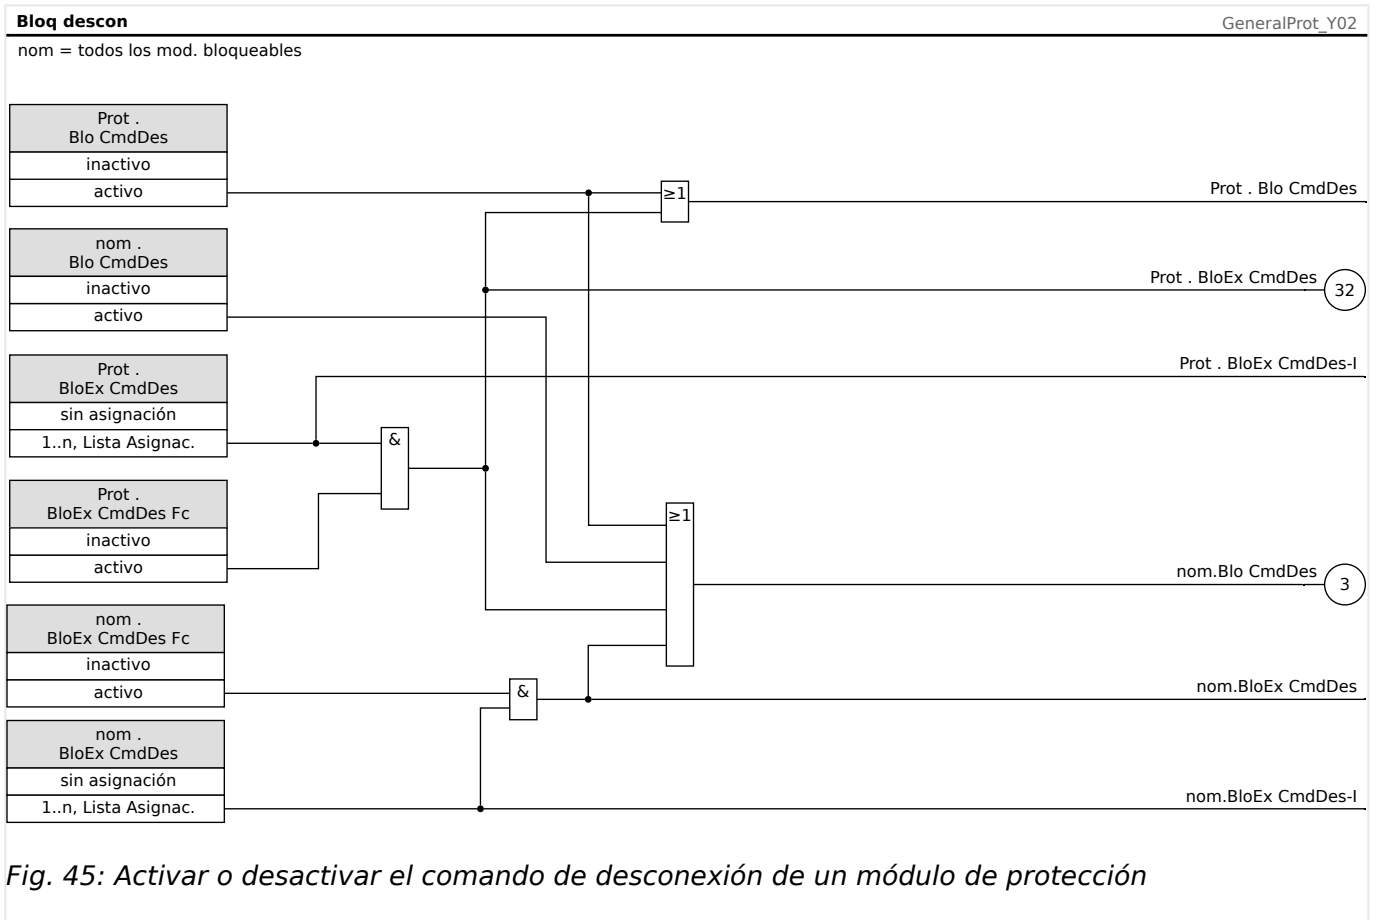 Bloq descon
GeneralProt_Y02
nom = todos los mod. bloqueables
Prot .
Blo CmdDes
inactivo
activo
≥1
Prot . Blo CmdDes
nom .
Blo CmdDes
inactivo
activo
Prot . BloEx CmdDes
32
Prot .
BloEx CmdDes
sin asignación
1..n, Lista Asignac.
Prot . BloEx CmdDes-I
&
Prot .
BloEx CmdDes Fc
inactivo
activo
≥1
nom.Blo CmdDes
3
nom .
BloEx CmdDes Fc
inactivo
activo
&
nom.BloEx CmdDes
nom .
BloEx CmdDes
sin asignación
1..n, Lista Asignac.
nom.BloEx CmdDes-I
Fig. 45: Activar o desactivar el comando de desconexión de un módulo de protección